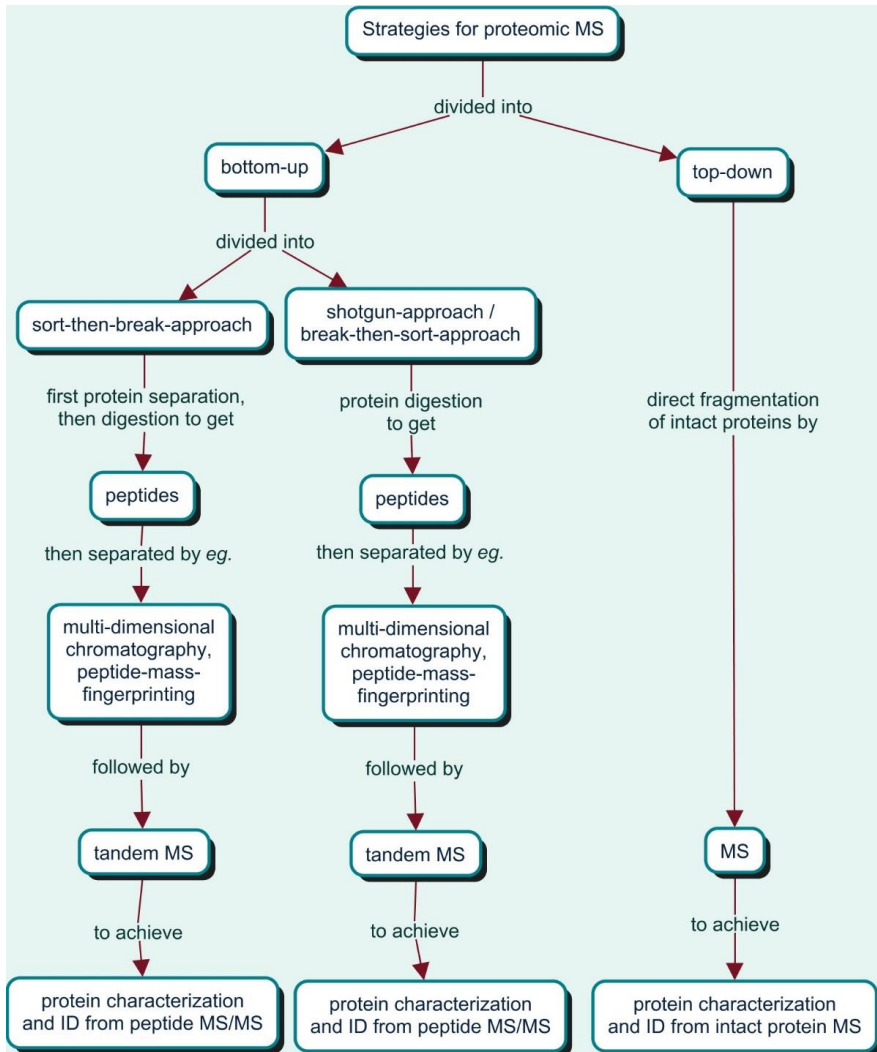 Strategies for proteomic MS
divided into
bottom-up
top-down
divided into
sort-then-break-approach
shotgun-approach /
break-then-sort-approach
first protein separation,
then digestion to get
protein digestion
to get
direct fragmentation
of intact proteins by
peptides
peptides
then separated by eg.
then separated by eg.
multi-dimensional
chromatography,
peptide-mass-
fingerprinting
multi-dimensional
chromatography,
peptide-mass-
fingerprinting
followed by
followed by
tandem MS
tandem MS
MS
to achieve
to achieve
to achieve
protein characterization
and ID from peptide MS/MS
protein characterization
and ID from peptide MS/MS
protein characterization
and ID from intact protein MS